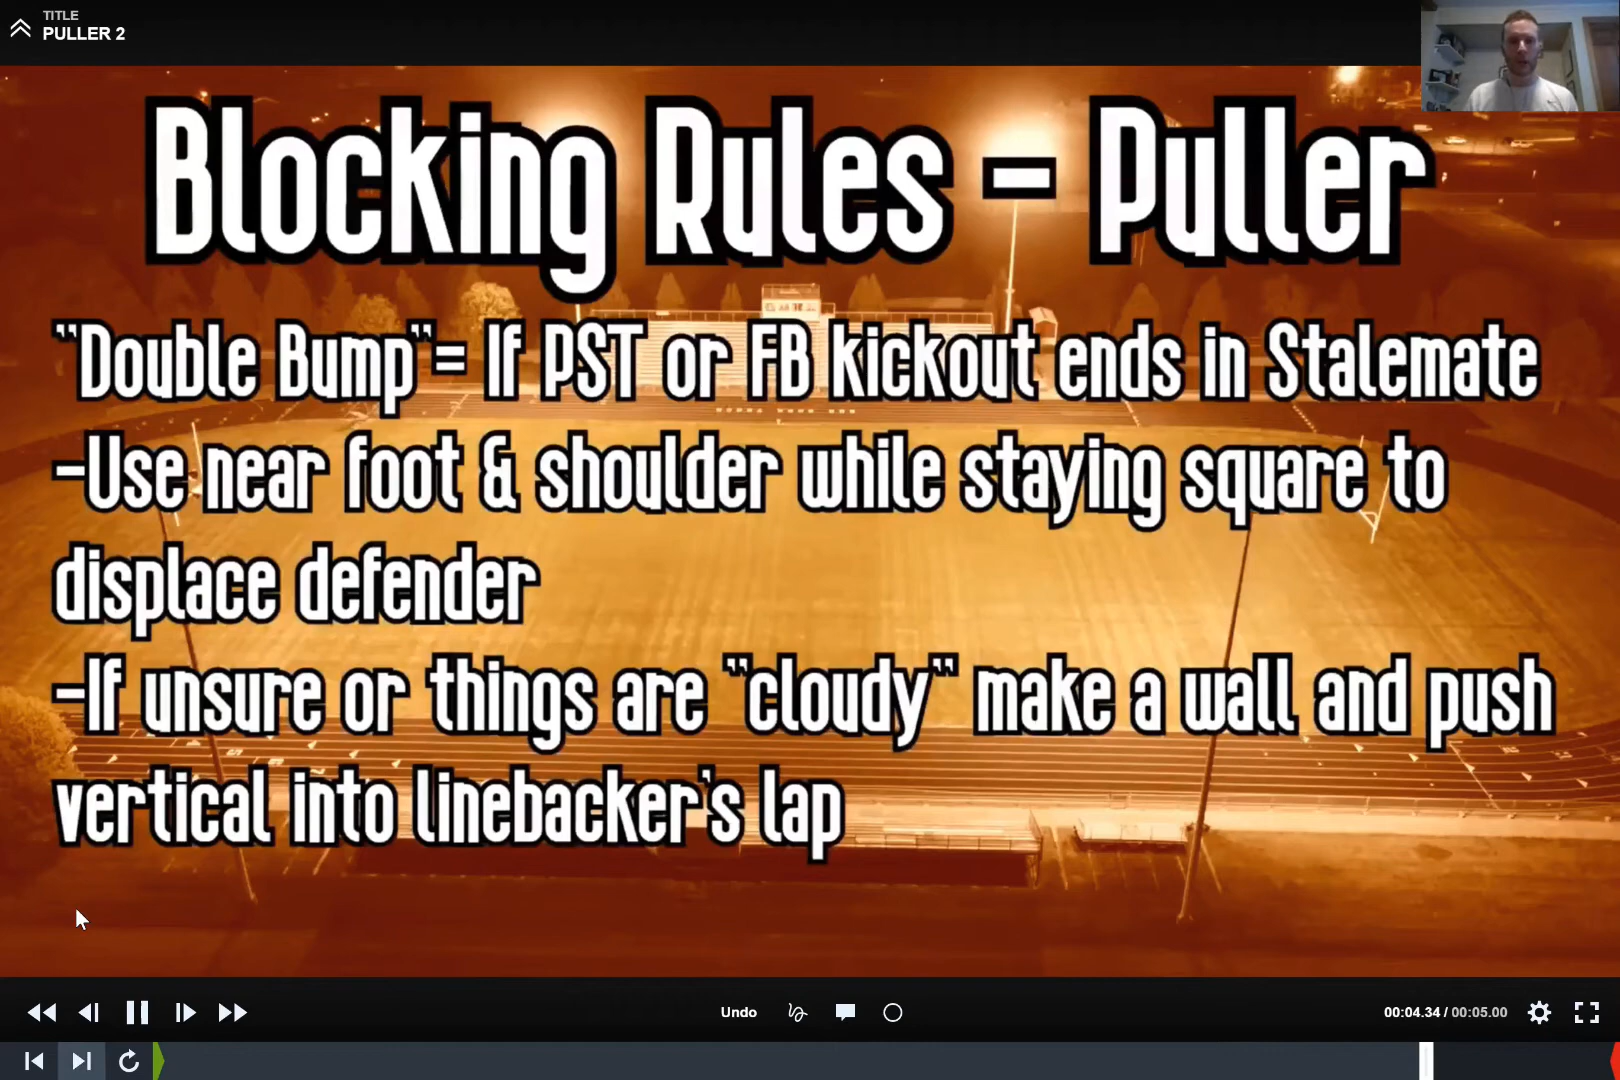 TITLE
PULLER 2
Blocking Rules - Puller
"Double Bump"= If PST or FB kickout ends in Stalemate
-Use near foot & shoulder while staying square to
displace defender
-If unsure or things are "cloudy" make a wall and push
vertical into linebacker's lap
Undo
00:04.34 / 00:05.00